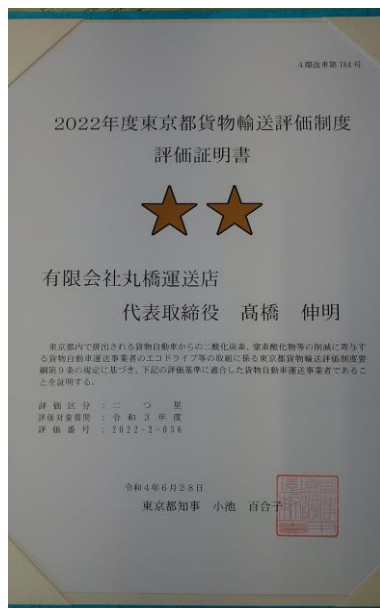 4環改車第184号
2022年度東京都貨物輸送評価制度
評価証明書
有限会社丸橋運送店
代表取締役　髙橋　伸明
東京都内で排出される貨物自動車からの二酸化炭素、窒素酸化物等の削減に寄与す
る貨物自動車運送事業者のエコドライブ等の取組に係る東京都貨物輸送評価制度要
綱第9条の規定に基づき、下記の評価基準に適合した貨物自動車運送事業者であるこ
とを証明する。
評価区分：二つ星
評価対象期間：令和3年度
評価番号：2022-2-036
令和4年6月28日
東京都知事　小池　百合子